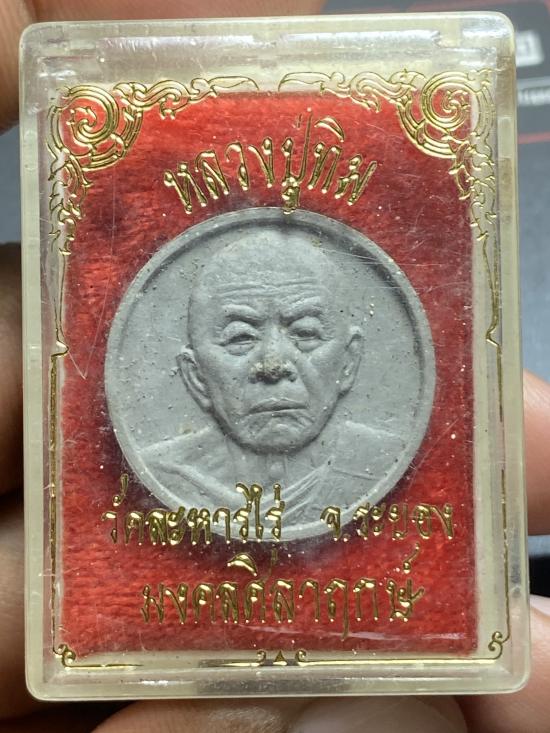 หลวงปู่ทิม
วัดละหารไร่ จ.ระยอง
มงคลศิลาฤกษ์